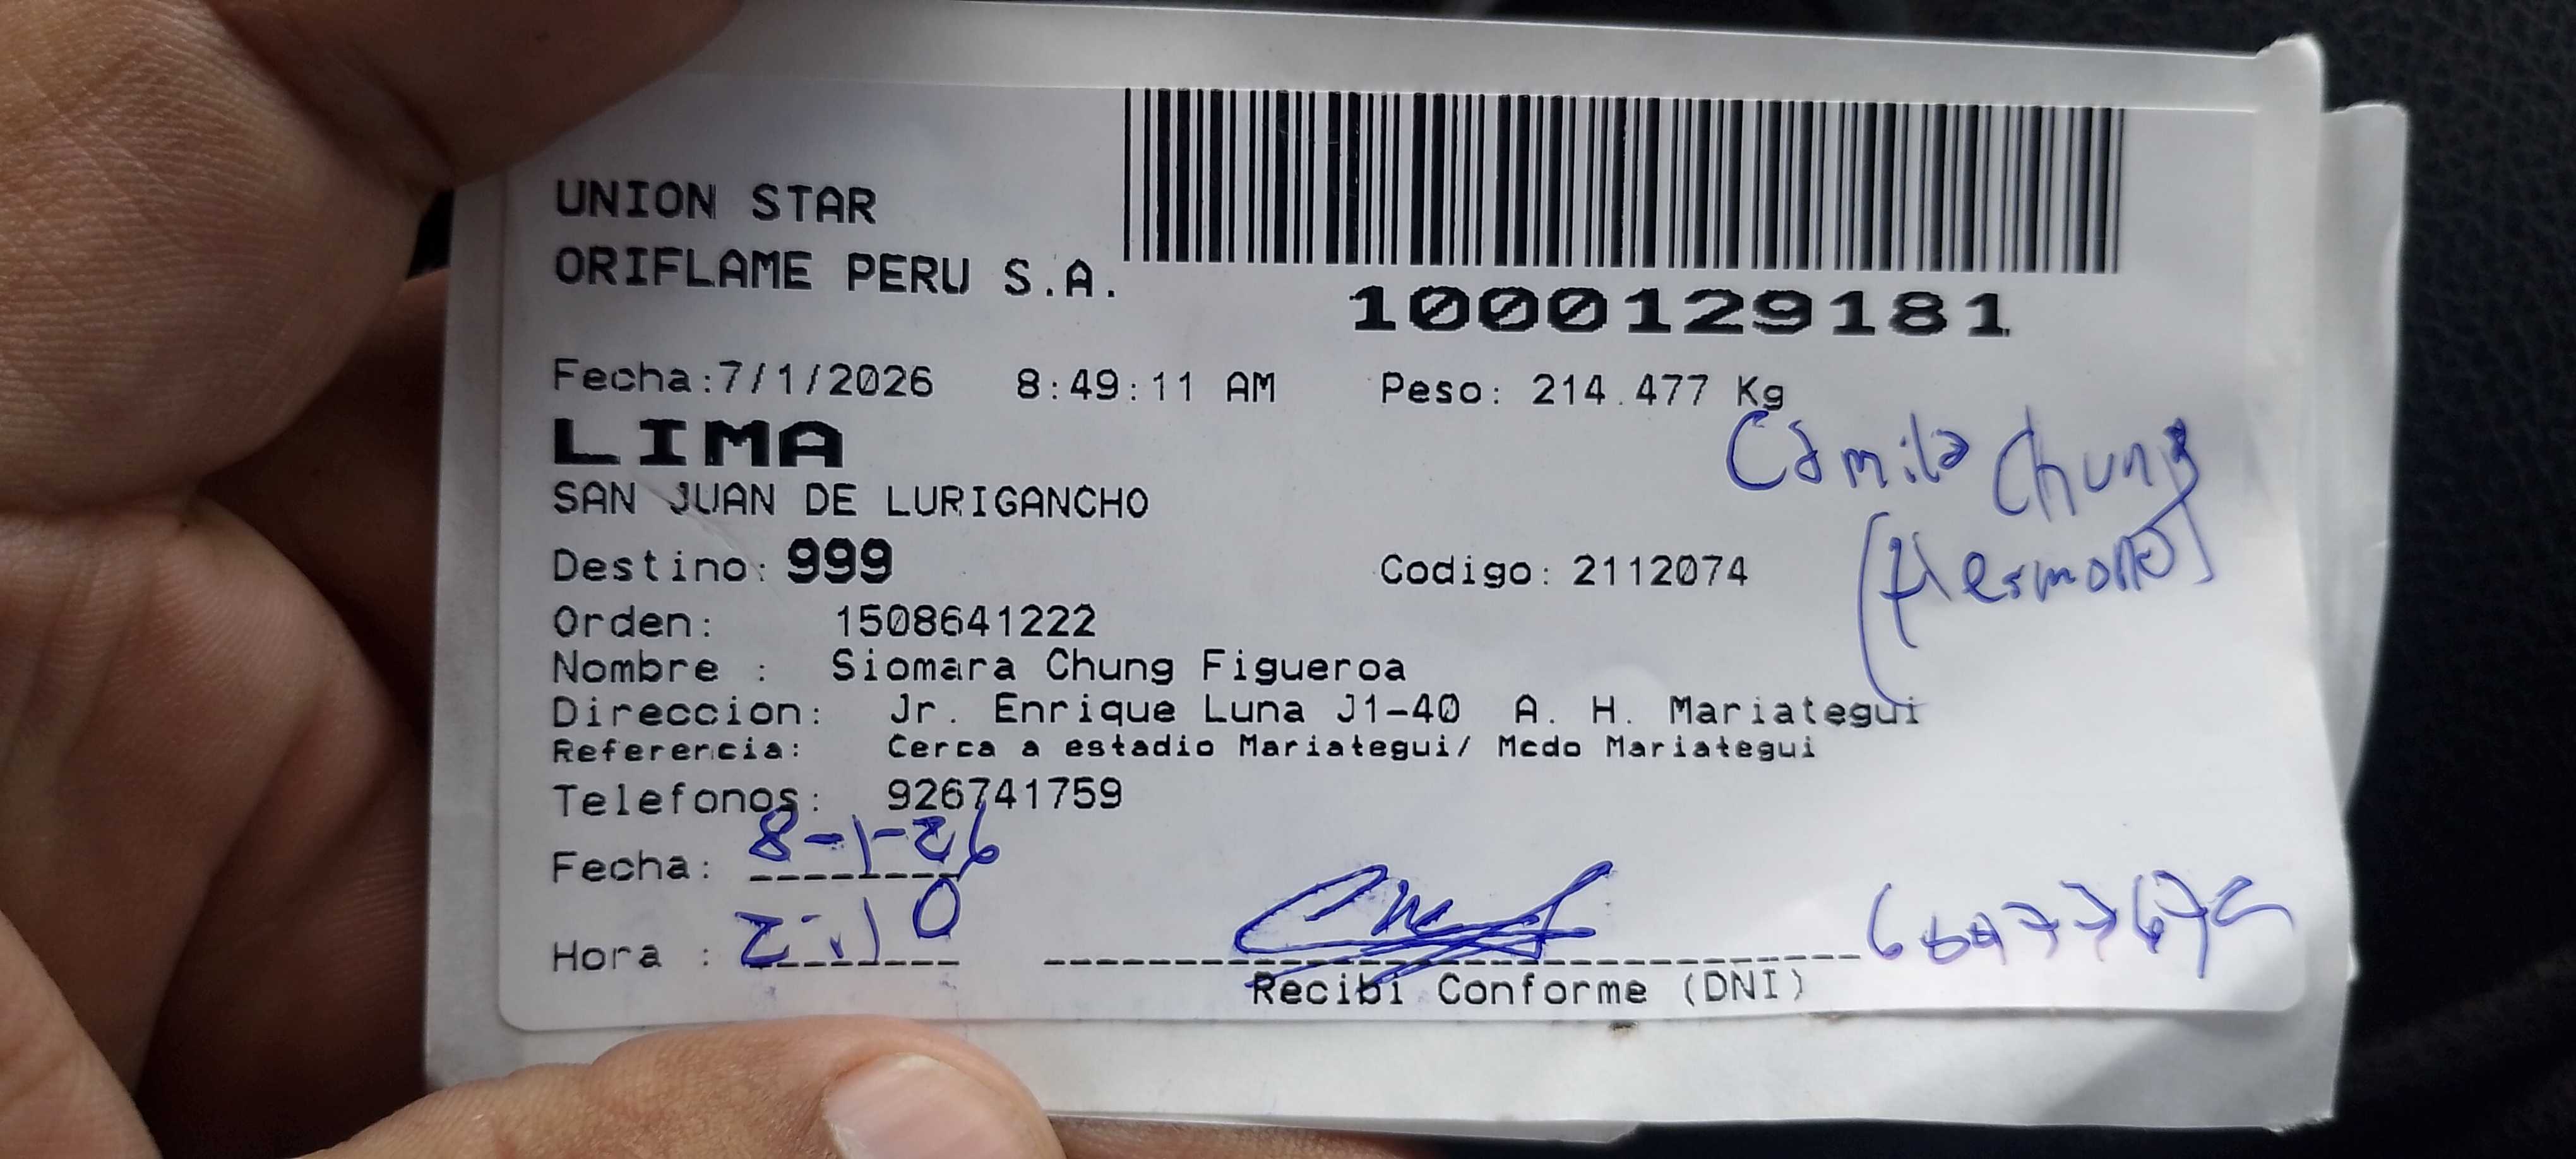 UNION STAR
ORIFLAME PERU S.A.
1000129181
Fecha:7/1/2026 8:49:11 AM Peso: 214.477 Kg
LIMA
SAN JUAN DE LURIGANCHO
Camila Chung
(Hermana)
Destino: 999 Codigo: 2112074
Orden: 1508641222
Nombre : Siomara Chung Figueroa
Direccion: Jr. Enrique Luna J1-40 A. H. Mariategui
Referencia: Cerca a estadio Mariategui/ Mcdo Mariategui
Telefonos: 926741759
Fecha: 8-1-26
Hora : 2:10
Recibi Conforme (DNI)